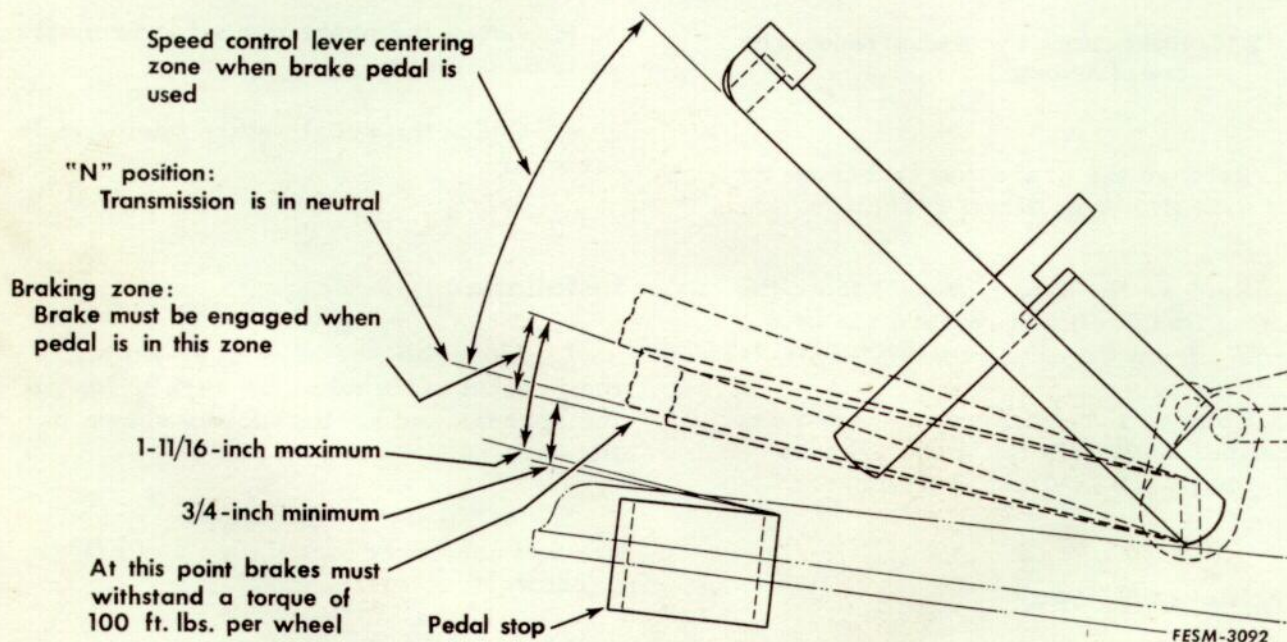 Speed control lever centering
zone when brake pedal is
used
"N" position:
Transmission is in neutral
Braking zone:
Brake must be engaged when
pedal is in this zone
1-11/16-inch maximum
3/4-inch minimum
At this point brakes must
withstand a torque of
100 ft. lbs. per wheel
Pedal stop
FESM-3092